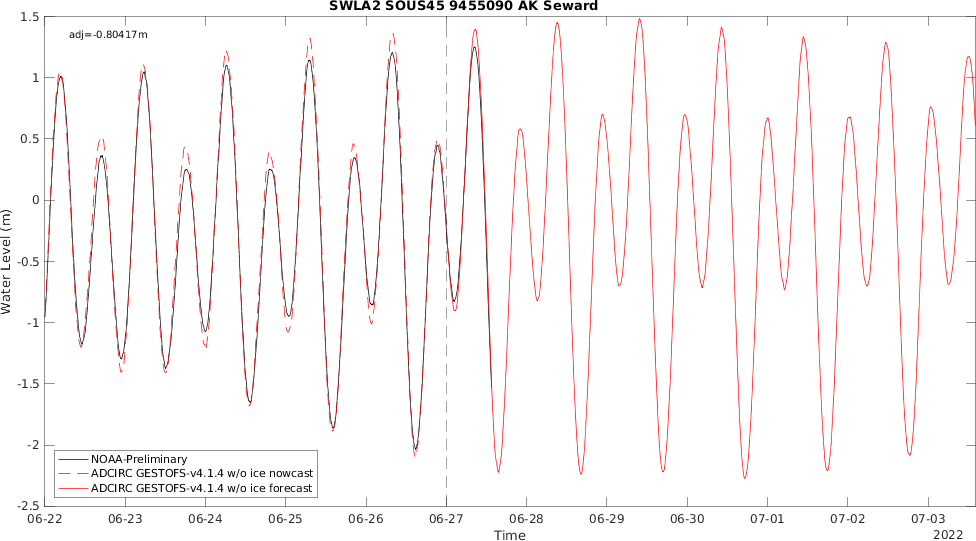 SWLA2 SOUS45 9455090 AK Seward
adj=-0.80417m
1.5
1
0.5
0
-0.5
-1
-1.5
-2
-2.5
Water Level (m)
NOAA-Preliminary
ADCIRC GESTOFS-v4.1.4 w/o ice nowcast
ADCIRC GESTOFS-v4.1.4 w/o ice forecast
06-22 06-23 06-24 06-25 06-26 06-27 06-28 06-29 06-30 07-01 07-02 07-03
Time
2022